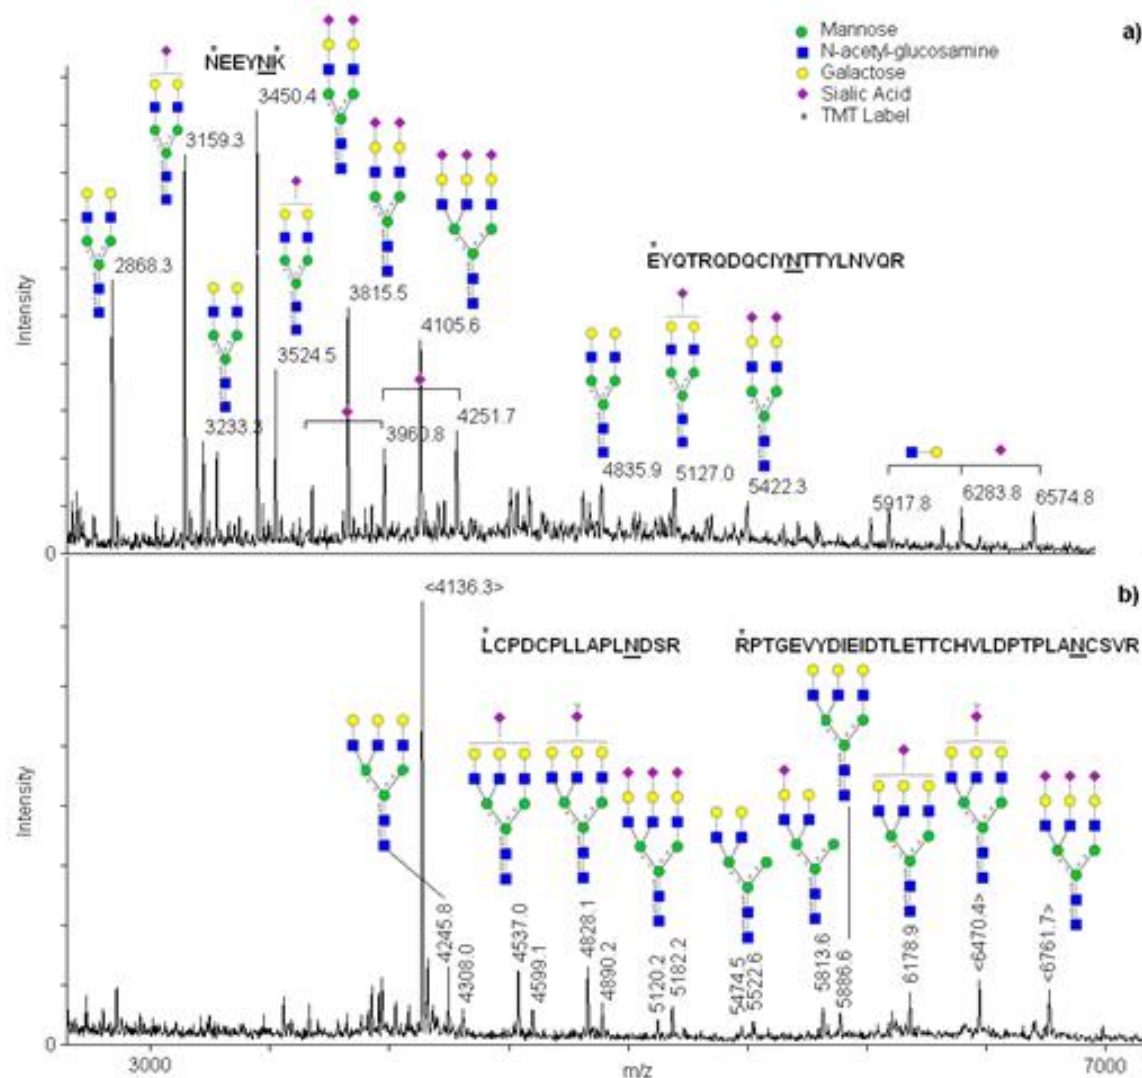 Mannose
N-acetyl-glucosamine
Galactose
Sialic Acid
* TMT Label
a)
*NEEYNK*
3450.4
3159.3
2868.3
3233.3
3524.5
3815.5
3960.8
4105.6
4251.7
*EYQTRQDQCIYNTTYLNVQR
4835.9
5127.0
5422.3
5917.8
6283.8
6574.8
Intensity
0
b)
<4136.3>
*LCPDCPLLAPLNDSR
*RPTGEVYDIEIDTLETTCHVLDPTPLANCSVR
4245.8
4308.0
4537.0
4599.1
4828.1
4890.2
5120.2
5182.2
5474.5
5522.6
5813.6
5886.6
6178.9
<6470.4>
<6761.7>
Intensity
0
3000
m/z
7000